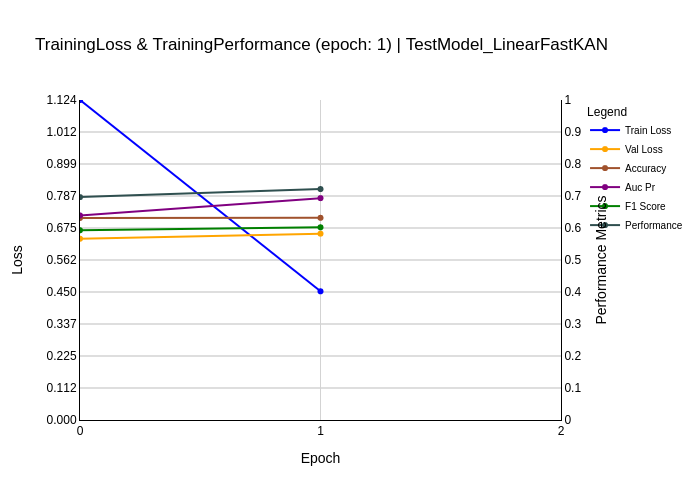 TrainingLoss & TrainingPerformance (epoch: 1) | TestModel_LinearFastKAN
1.124
1.012
0.899
0.787
0.675
0.562
0.450
0.337
0.225
0.112
0.000
Loss
0
1
2
Epoch
1
0.9
0.8
0.7
0.6
0.5
0.4
0.3
0.2
0.1
0
Performance Metrics
Legend
Train Loss
Val Loss
Accuracy
Auc Pr
F1 Score
Performance